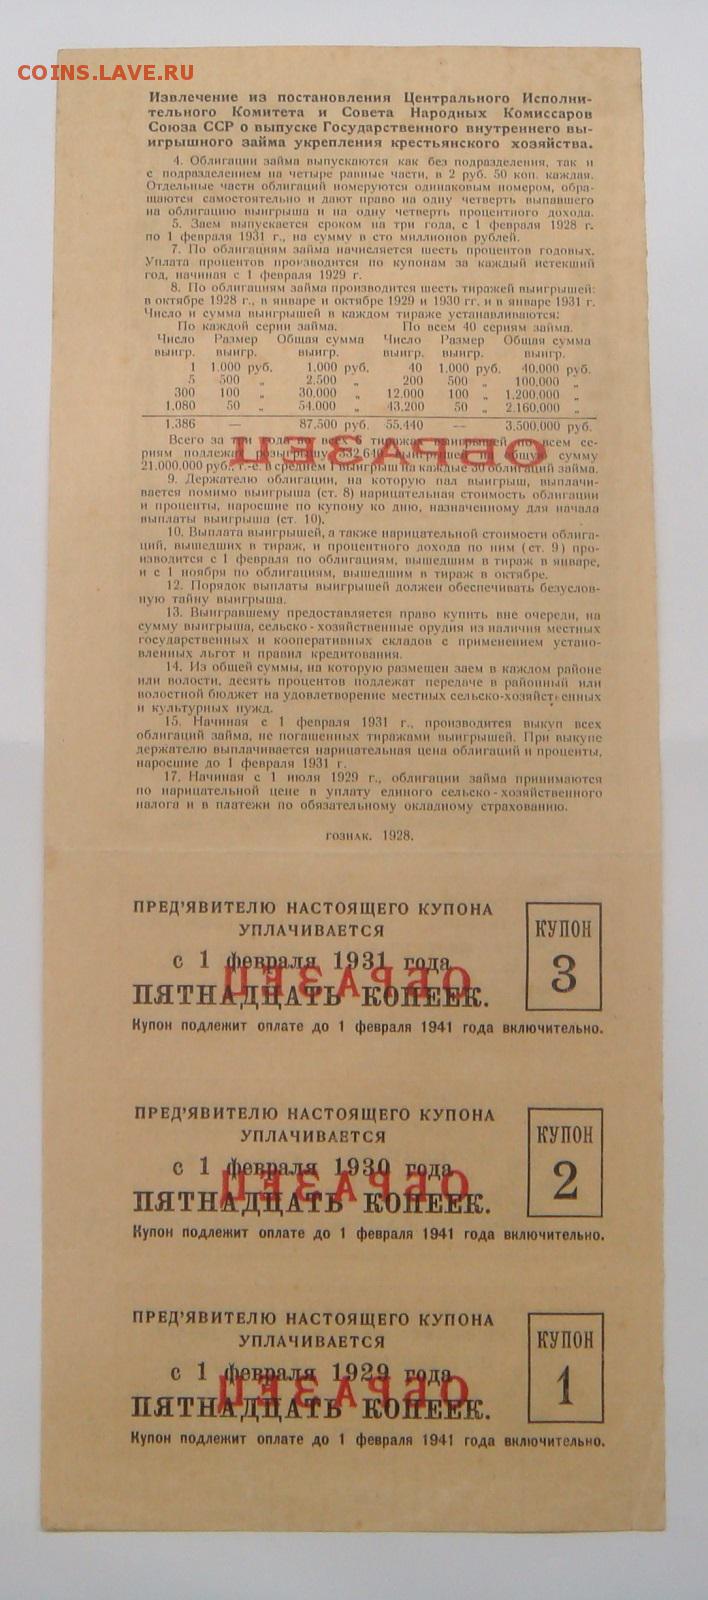 COINS.LAVE.RU
Извлечение из постановления Центрального Исполни-
тельного Комитета и Совета Народных Комиссаров
Союза ССР о выпуске Государственного внутреннего вы-
игрышного займа укрепления крестьянского хозяйства.
4. Облигации займа выпускаются как без подразделения, так и
с подразделением на четыре равные части, в 2 руб. 50 коп. каждая.
Отдельные части облигаций номеруются одинаковым номером, обра-
щаются самостоятельно и дают право на одну четверть выпавшего
на облигацию выигрыша и на одну четверть процентного дохода.
5. Заем выпускается сроком на три года, с 1 февраля 1928 г.
по 1 февраля 1931 г., на сумму в сто миллионов рублей.
7. По облигациям займа начисляется шесть процентов годовых.
Уплата процентов производится по купонам за каждый истекший
год, начиная с 1 февраля 1929 г.
8. По облигациям займа производится шесть тиражей выигрышей:
в октябре 1928 г., в январе и октябре 1929 и 1930 гг. и в январе 1931 г.
Число и сумма выигрышей в каждом тираже устанавливаются:
По каждой серии займа. По всем 40 сериям займа.
Число Размер Общая сумма Число Размер Общая сумма
выигр. выигр. выигр. выигр. выигр. выигр.
1 1.000 руб. 1.000 руб. 40 1.000 руб. 40.000 руб.
5 500 „ 2.500 „ 200 500 „ 100.000 „
300 100 „ 30.000 „ 12.000 100 „ 1.200.000 „
1.080 50 „ 54.000 „ 43.200 50 „ 2.160.000 „
1.386 — 87.500 руб. 55.440 — 3.500.000 руб.
Всего за три года во всех 6 тиражах выигрышей по всем се-
риям подлежат розыгрышу 332.640 выигрышей на общую сумму
21.000.000 руб., т.-е. в среднем 1 выигрыш на каждые облигаций займа.
ОБРАЗЕЦ
9. Держателю облигации, на которую пал выигрыш, выплачи-
вается помимо выигрыша (ст. 8) нарицательная стоимость облигации
и проценты, наросшие по купону ко дню, назначенному для начала
выплаты выигрыша (ст. 10).
10. Выплата выигрышей, а также нарицательной стоимости облига-
ций, вышедших в тираж, и процентного дохода по ним (ст. 9) про-
изводится с 1 февраля по облигациям, вышедшим в тираж в январе,
и с 1 ноября по облигациям, вышедшим в тираж в октябре.
12. Порядок выплаты выигрышей должен обеспечивать безуслов-
ную тайну выигрыша.
13. Выигравшему предоставляется право купить вне очереди, на
сумму выигрыша, сельско-хозяйственные орудия из наличия местных
государственных и кооперативных складов с применением устано-
вленных льгот и правил кредитования.
14. Из общей суммы, на которую размещен заем в каждом районе
или волости, десять процентов подлежат передаче в районный или
волостной бюджет на удовлетворение местных сельско-хозяйственных
и культурных нужд.
15. Начиная с 1 февраля 1931 г., производится выкуп всех
облигаций займа, не погашенных тиражами выигрышей. При выкупе
держателю выплачивается нарицательная цена облигаций и проценты,
наросшие до 1 февраля 1931 г.
17. Начиная с 1 июля 1929 г., облигации займа принимаются
по нарицательной цене в уплату единого сельско-хозяйственного
налога и в платежи по обязательному окладному страхованию.
ГОЗНАК. 1928.
ПРЕД'ЯВИТЕЛЮ НАСТОЯЩЕГО КУПОНА
УПЛАЧИВАЕТСЯ
с 1 февраля 1931 года
ОБРАЗЕЦ
ПЯТНАДЦАТЬ КОПЕЕК.
Купон подлежит оплате до 1 февраля 1941 года включительно.
КУПОН
3
ПРЕД'ЯВИТЕЛЮ НАСТОЯЩЕГО КУПОНА
УПЛАЧИВАЕТСЯ
с 1 февраля 1930 года
ОБРАЗЕЦ
ПЯТНАДЦАТЬ КОПЕЕК.
Купон подлежит оплате до 1 февраля 1941 года включительно.
КУПОН
2
ПРЕД'ЯВИТЕЛЮ НАСТОЯЩЕГО КУПОНА
УПЛАЧИВАЕТСЯ
с 1 февраля 1929 года
ОБРАЗЕЦ
ПЯТНАДЦАТЬ КОПЕЕК.
Купон подлежит оплате до 1 февраля 1941 года включительно.
КУПОН
1